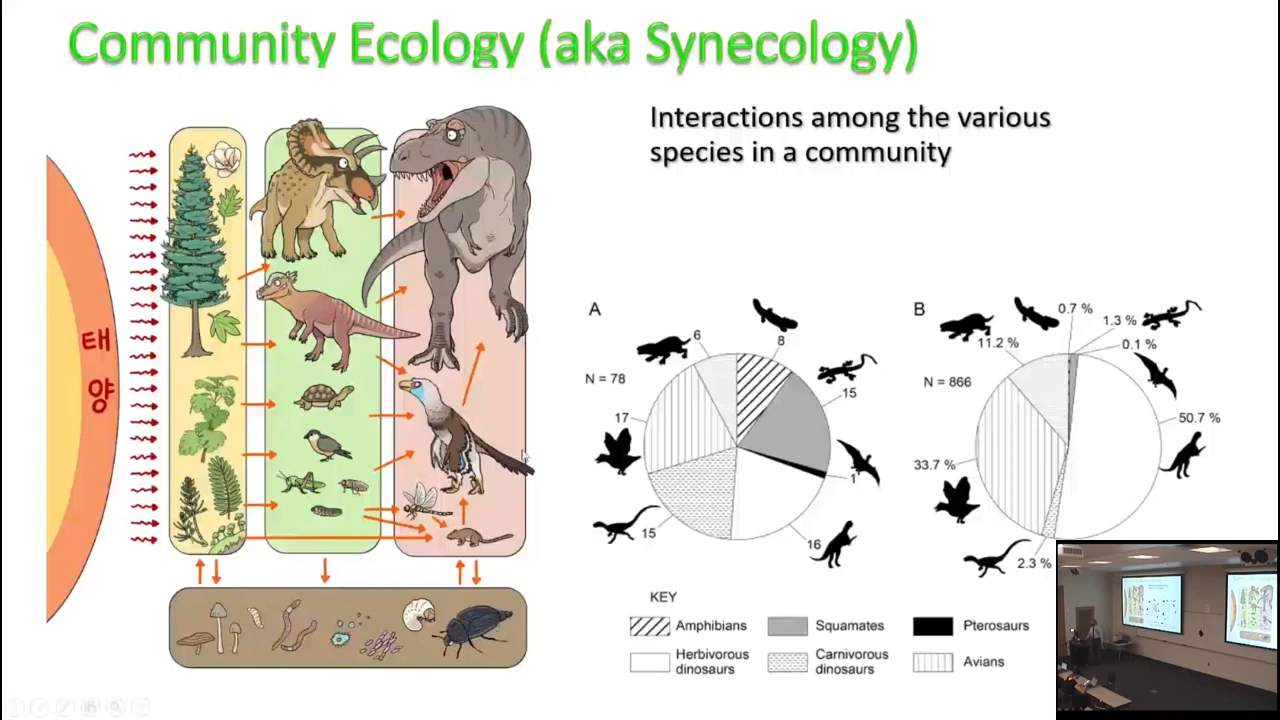 Community Ecology (aka Synecology)
Interactions among the various
species in a community
태
양
A
N = 78
6
8
15
1
16
15
17
B
N = 866
11.2 %
0.7 %
1.3 %
0.1 %
50.7 %
2.3 %
33.7 %
KEY
Amphibians
Squamates
Pterosaurs
Herbivorous
dinosaurs
Carnivorous
dinosaurs
Avians